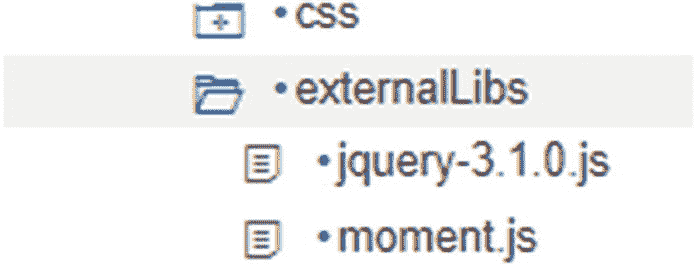 •css
•externalLibs
•jquery-3.1.0.js
•moment.js